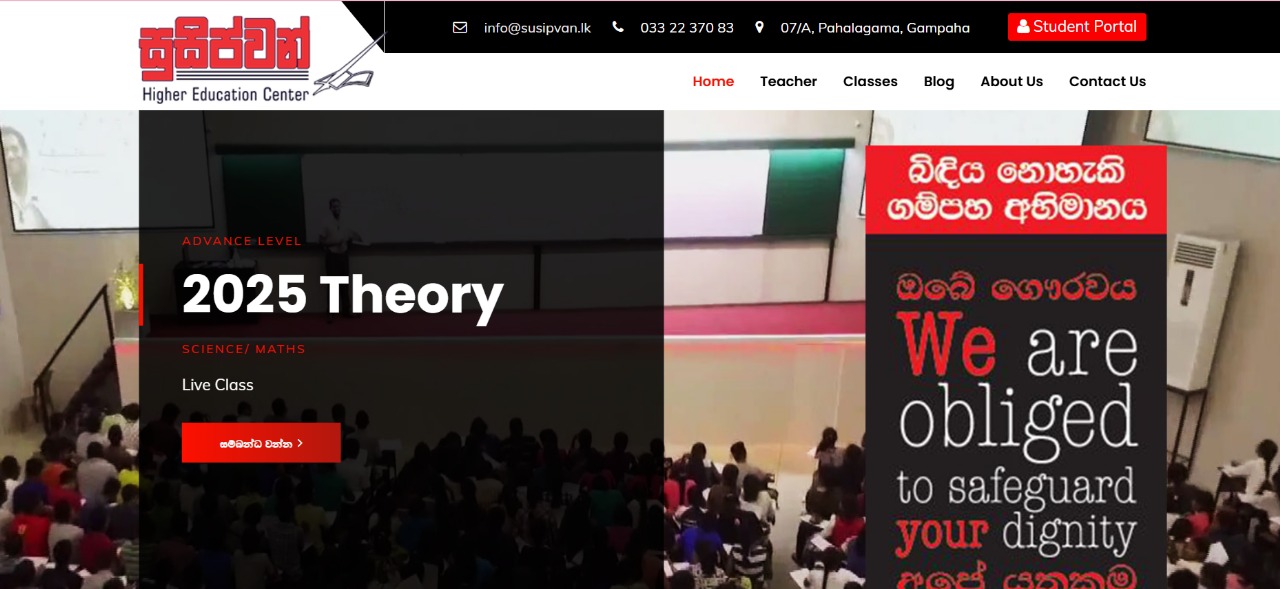 සුසිප්වන්
Higher Education Center
info@susipvan.lk
033 22 370 83
07/A, Pahalagama, Gampaha
Student Portal
Home
Teacher
Classes
Blog
About Us
Contact Us
ADVANCE LEVEL
2025 Theory
SCIENCE/ MATHS
Live Class
සම්බන්ධ වන්න >
බිඳිය නොහැකි
ගම්පහ අභිමානය
ඔබේ ගෞරවය
We are
obliged
to safeguard
your dignity
අපේ යුතුකම